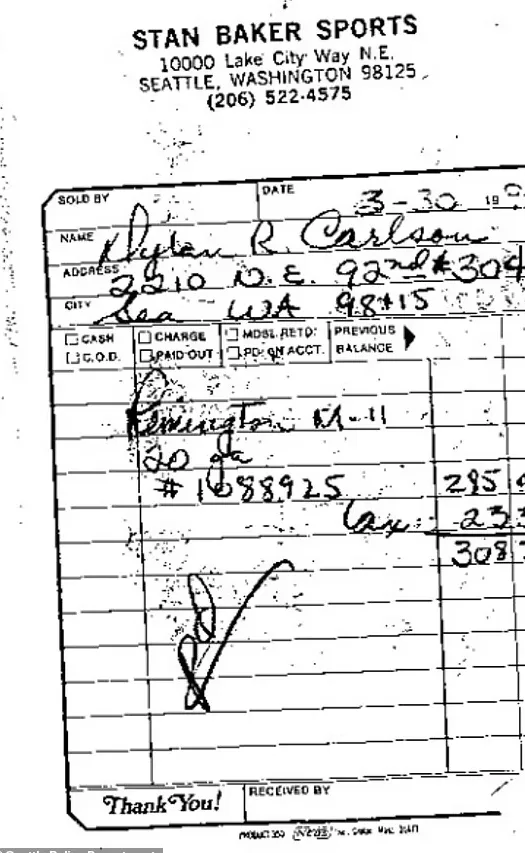 STAN BAKER SPORTS
10000 Lake City Way N.E.
SEATTLE, WASHINGTON 98125
(206) 522-4575
SOLD BY
DATE 3-30 19
NAME Dylan R. Carlson
ADDRESS 2210 N.E. 92nd #304
CITY Sea WA 98115
CASH CHARGE MDSE. RETD. PREVIOUS
C.O.D. PAID OUT PD. ON ACCT. BALANCE
Remington M-11
20 ga
# 1088925 295
tax 23
308
Thank You!
RECEIVED BY